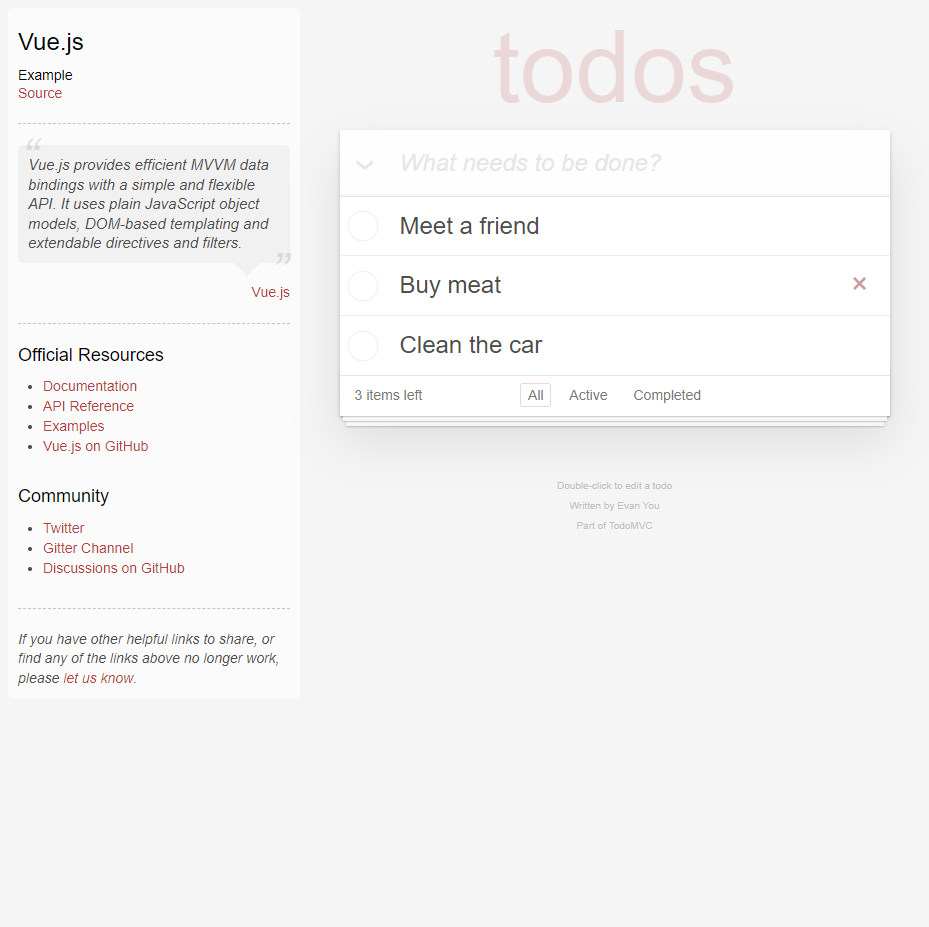 Vue.js
Example
Source
“
Vue.js provides efficient MVVM data
bindings with a simple and flexible
API. It uses plain JavaScript object
models, DOM-based templating and
extendable directives and filters.
”
Vue.js
Official Resources
Documentation
API Reference
Examples
Vue.js on GitHub
Community
Twitter
Gitter Channel
Discussions on GitHub
If you have other helpful links to share, or
find any of the links above no longer work,
please let us know.
todos
What needs to be done?
Meet a friend
Buy meat ×
Clean the car
3 items left All Active Completed
Double-click to edit a todo
Written by Evan You
Part of TodoMVC